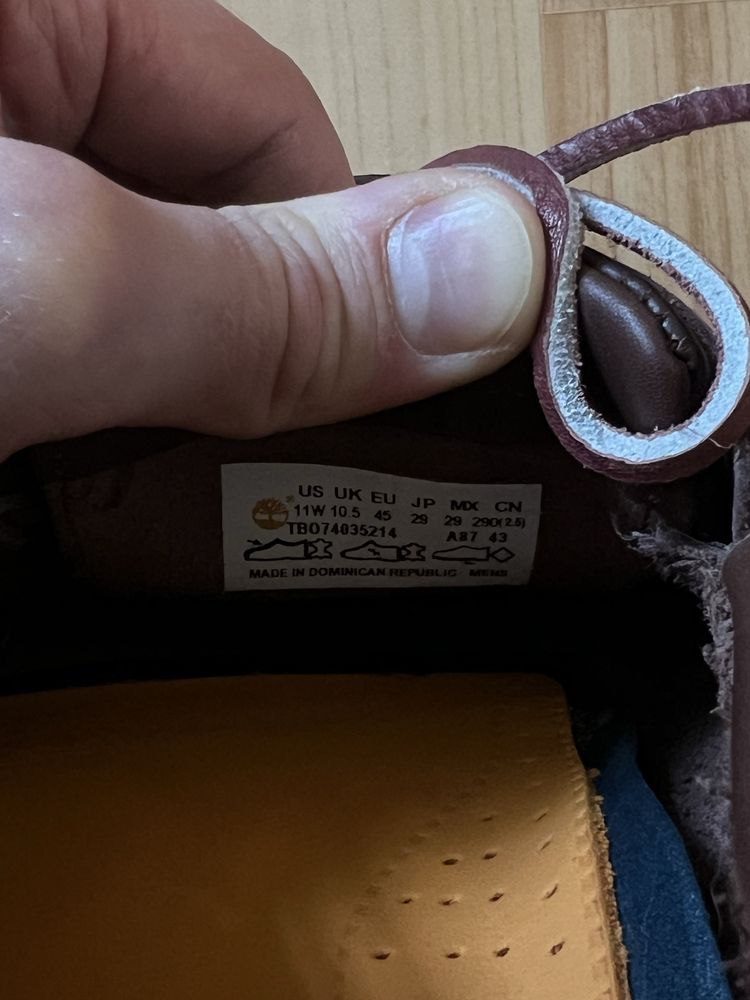 US UK EU JP MX CN
11W 10.5 45 29 29 290(2.5)
TB074035214 A87 43
MADE IN DOMINICAN REPUBLIC MENS